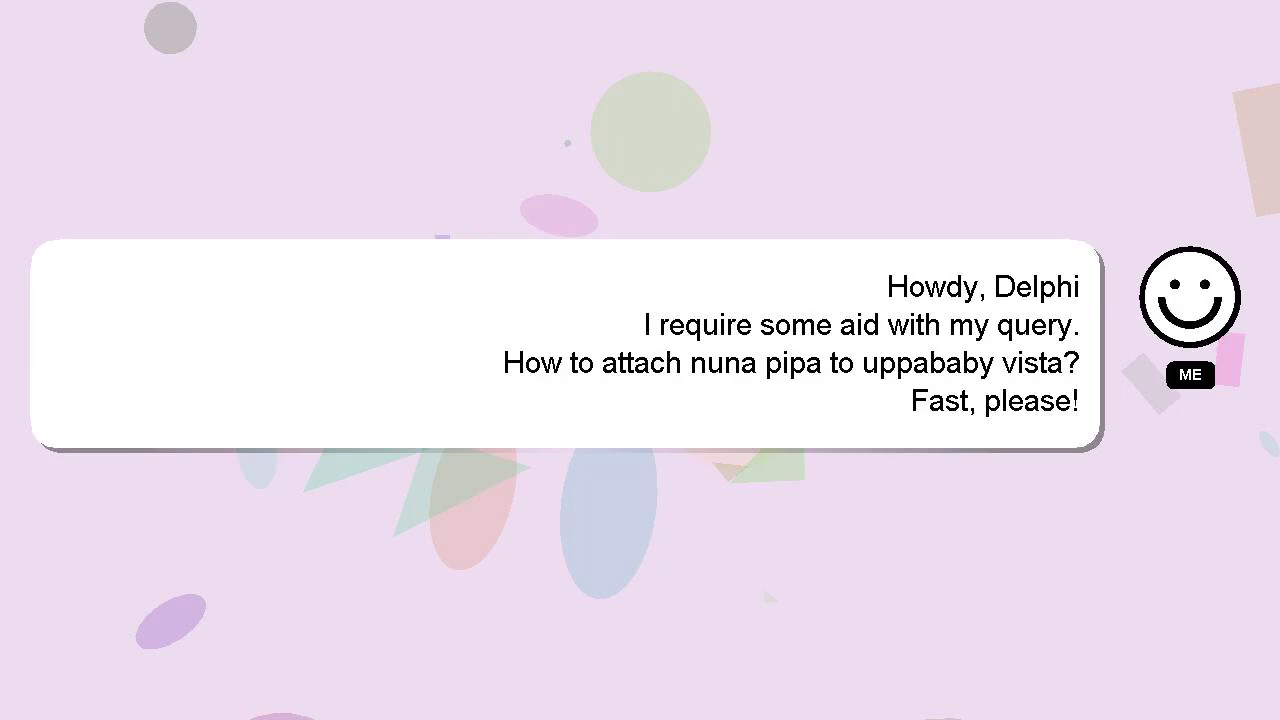 Howdy, Delphi
I require some aid with my query.
How to attach nuna pipa to uppababy vista?
Fast, please!
ME